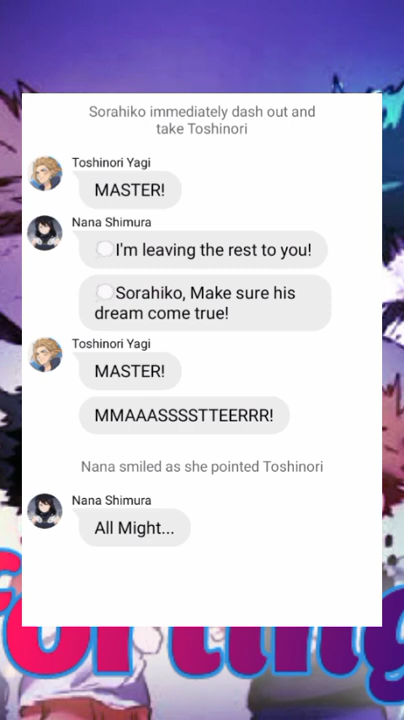 Sorahiko immediately dash out and
take Toshinori
Toshinori Yagi
MASTER!
Nana Shimura
💭I'm leaving the rest to you!
💭Sorahiko, Make sure his
dream come true!
Toshinori Yagi
MASTER!
MMAAASSSSTTEERRR!
Nana smiled as she pointed Toshinori
Nana Shimura
All Might...